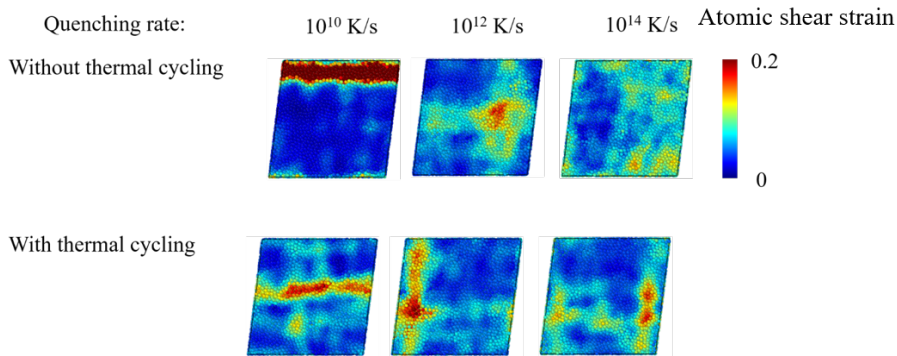 Quenching rate: 10¹⁰ K/s 10¹² K/s 10¹⁴ K/s Atomic shear strain
Without thermal cycling 0.2
0
With thermal cycling